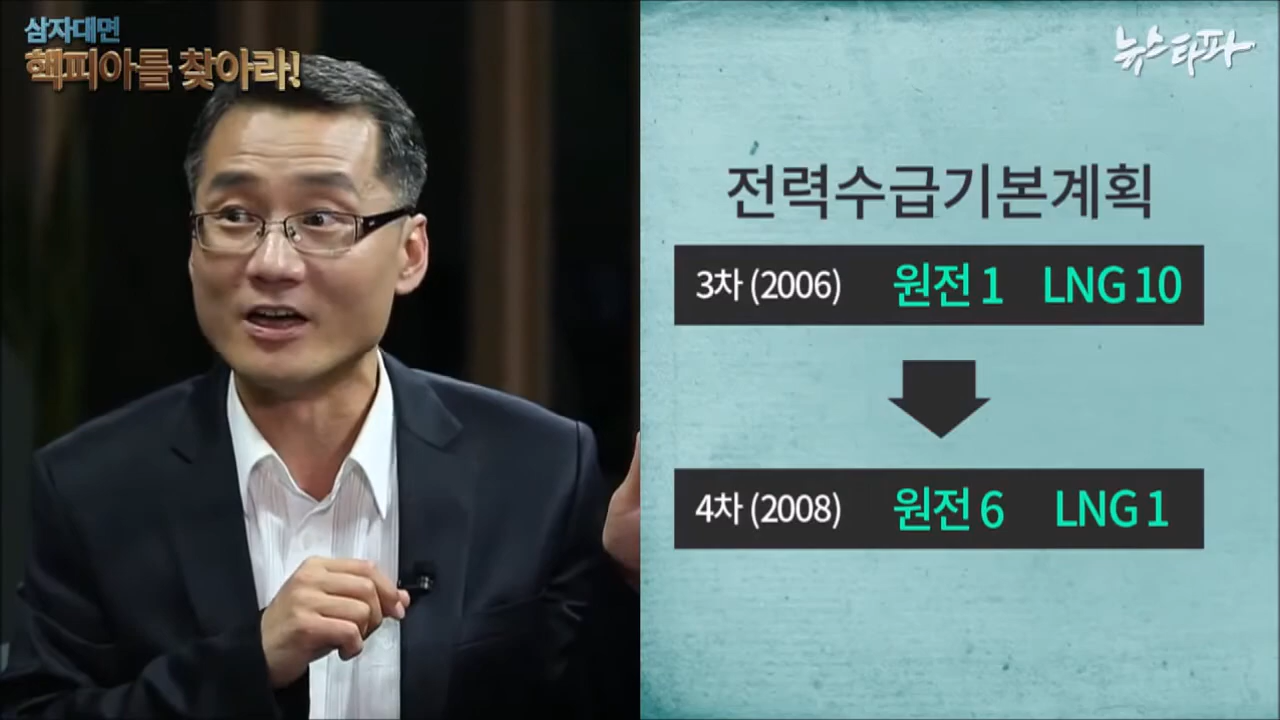 삼자대면
핵피아를 찾아라!
뉴스타파
전력수급기본계획
3차 (2006) 원전 1 LNG 10
4차 (2008) 원전 6 LNG 1